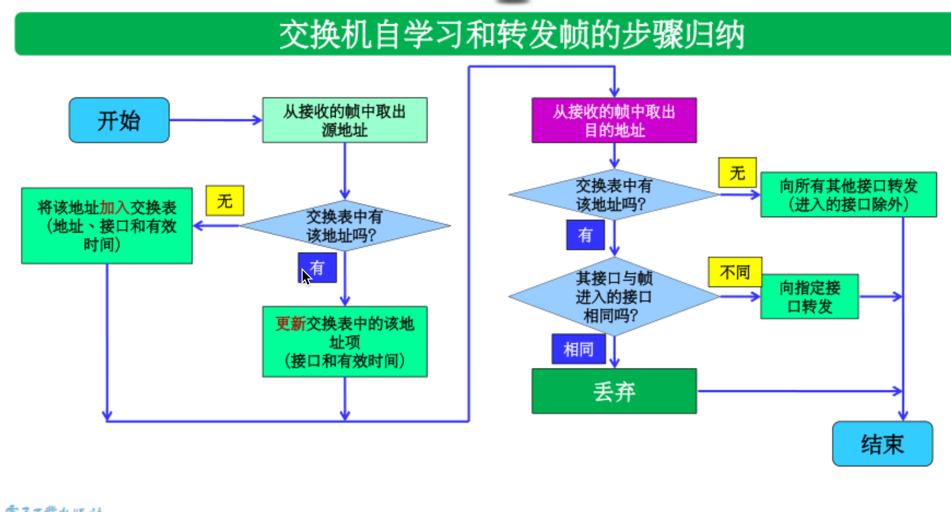 交换机自学习和转发帧的步骤归纳
开始
从接收的帧中取出
源地址
交换表中有
该地址吗？
无
将该地址加入交换表
（地址、接口和有效
时间）
有
更新交换表中的该地
址项
（接口和有效时间）
从接收的帧中取出
目的地址
交换表中有
该地址吗？
无
向所有其他接口转发
（进入的接口除外）
有
其接口与帧
进入的接口
相同吗？
不同
向指定接
口转发
相同
丢弃
结束